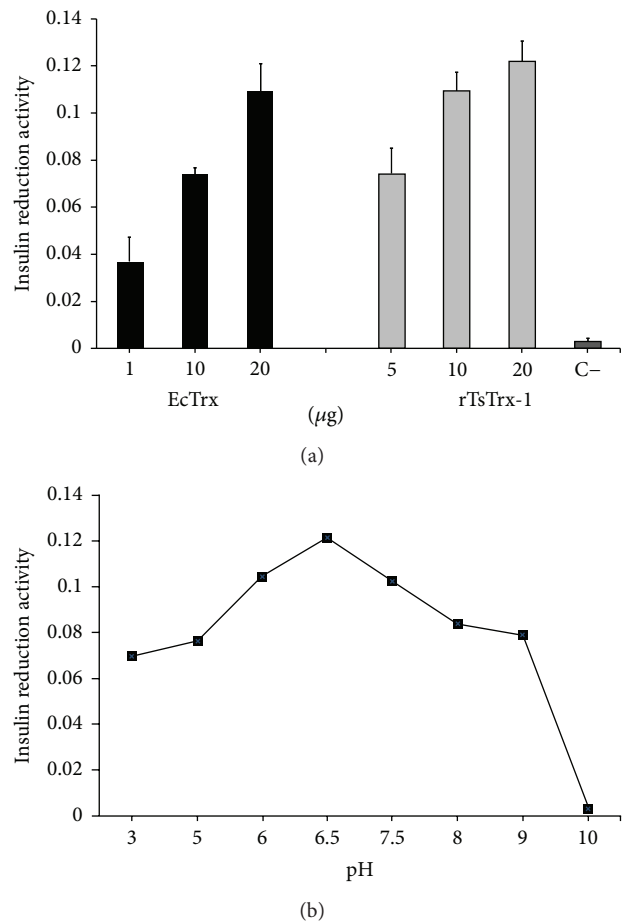 0.14
0.12
0.1
0.08
0.06
0.04
0.02
0
Insulin reduction activity
1 10 20 5 10 20 C−
EcTrx rTsTrx-1
(μg)
(a)
0.14
0.12
0.1
0.08
0.06
0.04
0.02
0
Insulin reduction activity
3 5 6 6.5 7.5 8 9 10
pH
(b)